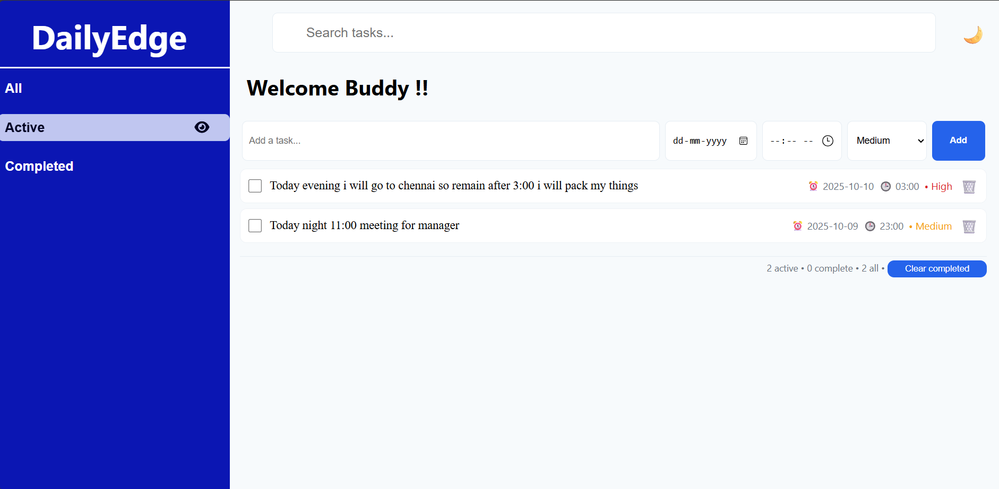 DailyEdge
Search tasks...
All
Active
Completed
Welcome Buddy !!
Add a task... dd-mm-yyyy --:-- -- Medium Add
Today evening i will go to chennai so remain after 3:00 i will pack my things 2025-10-10 03:00 • High
Today night 11:00 meeting for manager 2025-10-09 23:00 • Medium
2 active • 0 complete • 2 all • Clear completed